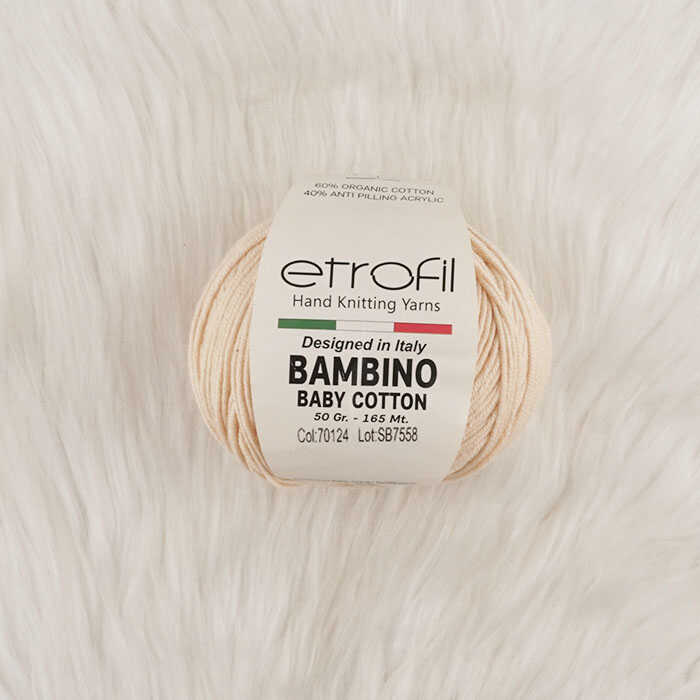 60% ORGANIC COTTON
40% ANTI PILLING ACRYLIC
etrofil
Hand Knitting Yarns
Designed in Italy
BAMBINO
BABY COTTON
50 Gr. - 165 Mt.
Col:70124 Lot:SB7558